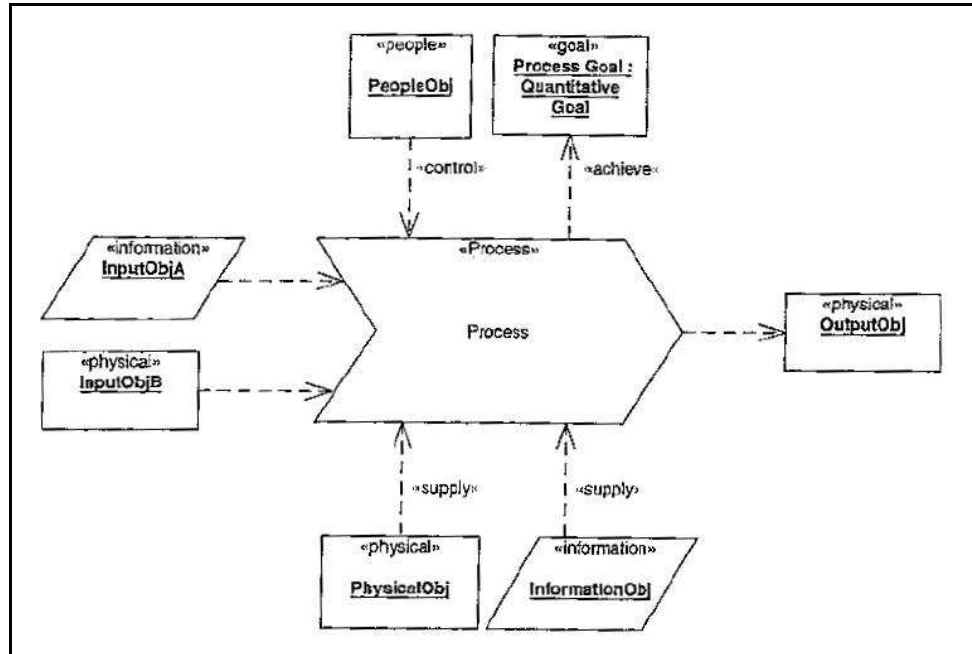 «people»
PeopleObj
«goal»
Process Goal :
Quantitative
Goal
«control»
«achieve»
«information»
InputObjA
«Process»
Process
«physical»
OutputObj
«physical»
InputObjB
«supply»
«supply»
«physical»
PhysicalObj
«information»
InformationObj